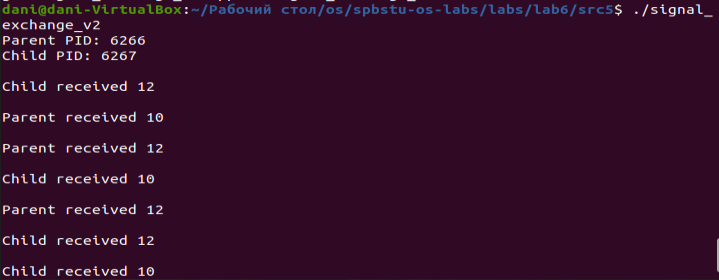 dani@dani-VirtualBox:~/Рабочий стол/os/spbstu-os-labs/labs/lab6/src5$ ./signal_
exchange_v2
Parent PID: 6266
Child PID: 6267
Child received 12
Parent received 10
Parent received 12
Child received 10
Parent received 12
Child received 12
Child received 10